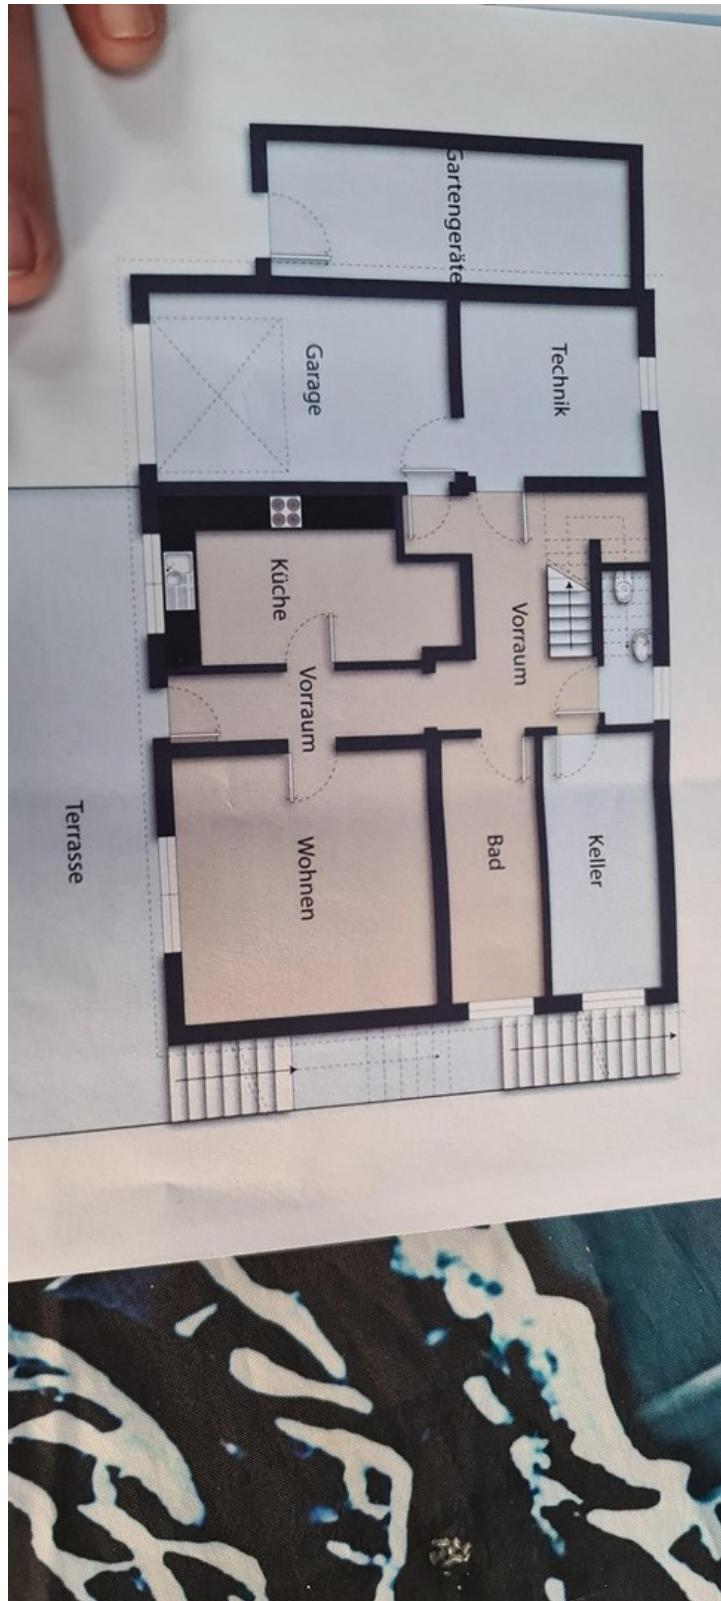 Gartengeräte
Technik
Garage
Küche
Vorraum
Vorraum
Keller
Bad
Wohnen
Terrasse